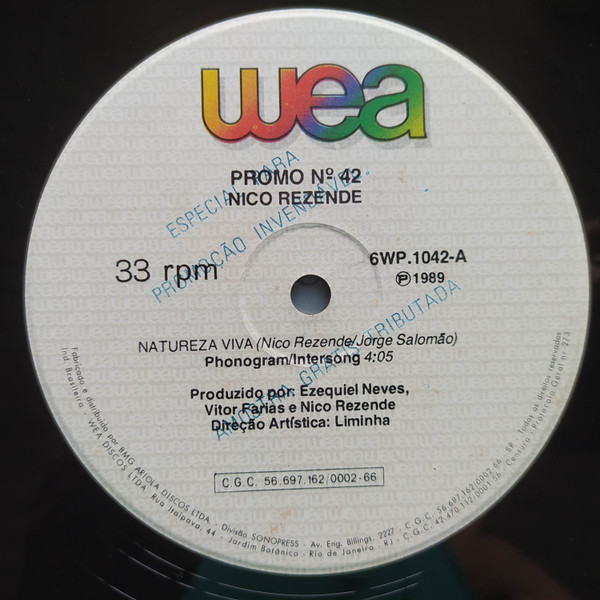 wea
PROMO Nº 42
NICO REZENDE
ESPECIAL PARA
PROMOÇÃO INVENDÁVEL.
AMOSTRA GRATIS TRIBUTADA
33 rpm
6WP.1042-A
Ⓟ 1989
NATUREZA VIVA (Nico Rezende/Jorge Salomão)
Phonogram/Intersong 4:05
Produzido por: Ezequiel Neves,
Vitor Farias e Nico Rezende
Direção Artística: Liminha
C.G.C. 56.697.162/0002-66
Fabricado e distribuído por BMG ARIOLA DISCOS LTDA. - Divisão SONOPRESS - Av. Eng. Billings, 2227 - C.G.C. 56.697.162/0002-66 - SP. Todos os direitos reservados
Ind. Brasileira - WEA DISCOS LTDA. Rua Itaipava, 44 - Jardim Botânico - Rio de Janeiro - RJ - C.G.C. 42.470.112/0001-56 - Censura - Protocolo Geral nº 273